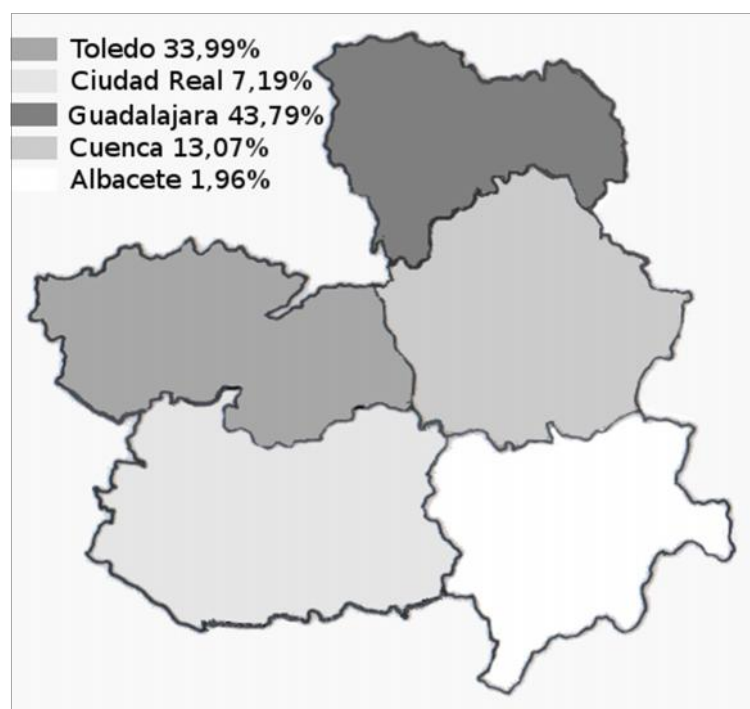 Toledo 33,99%
Ciudad Real 7,19%
Guadalajara 43,79%
Cuenca 13,07%
Albacete 1,96%